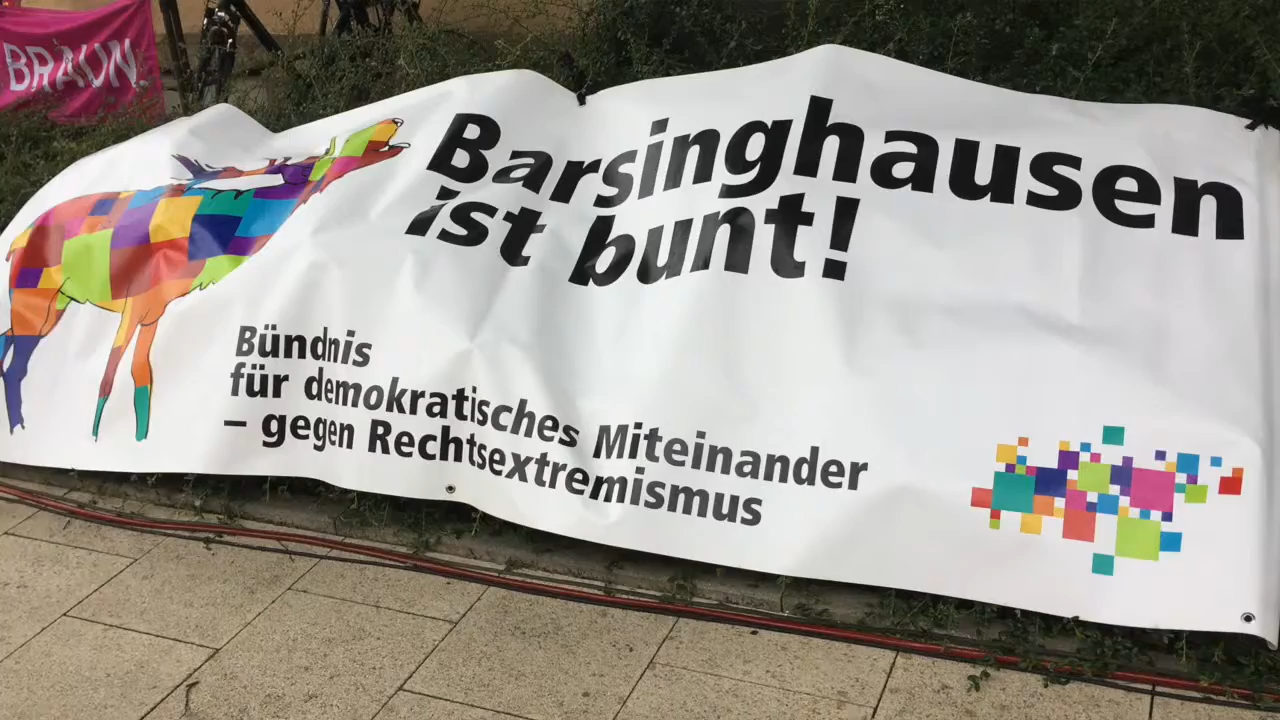 BRAUN.
Barsinghausen
ist bunt!
Bündnis
für demokratisches Miteinander
– gegen Rechtsextremismus